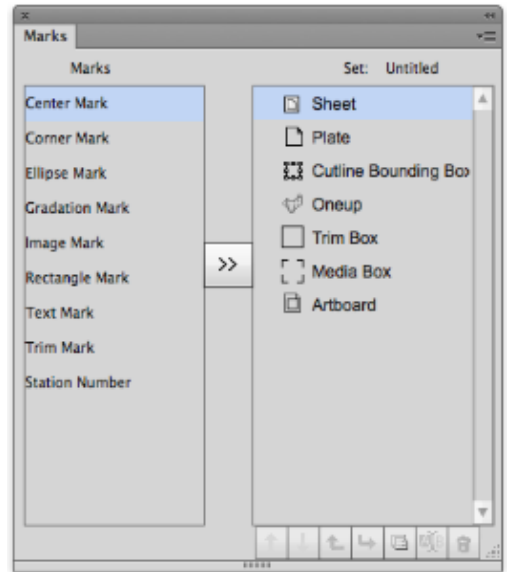 Marks
Marks
Set: Untitled
Center Mark
Corner Mark
Ellipse Mark
Gradation Mark
Image Mark
Rectangle Mark
Text Mark
Trim Mark
Station Number
>>
Sheet
Plate
Cutline Bounding Box
Oneup
Trim Box
Media Box
Artboard